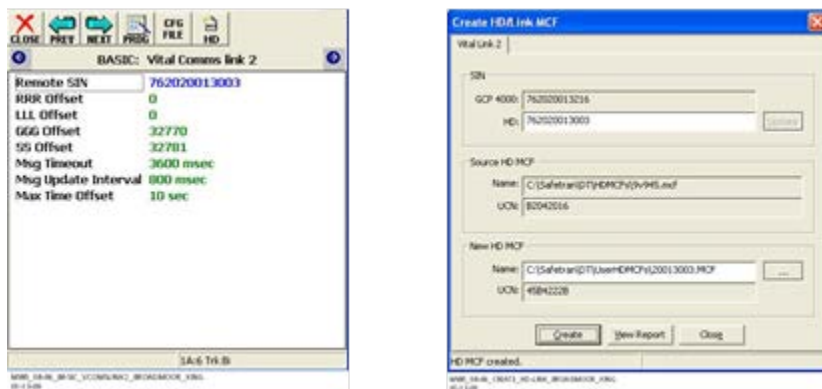 CLOSE PREV NEXT PROG CFG FILE HD
BASIC: Vital Comms link 2
Remote SIN 762020013003
RRR Offset 0
LLL Offset 0
GGG Offset 32770
SS Offset 32781
Msg Timeout 3600 msec
Msg Update Interval 800 msec
Max Time Offset 10 sec
Create HD/Link MCF
Vital Link 2
SIN
GCP 4000: 762020013216
HD: 762020013003
Update
Source HD MCF
Name: C:\Safetran\DT\HDMCFs\9v945.mcf
UCN: B2042016
New HD MCF
Name: C:\Safetran\DT\UserHDMCFs\20013003.MCF
...
UCN: 45B4222B
Create View Report Close
HD MCF created.